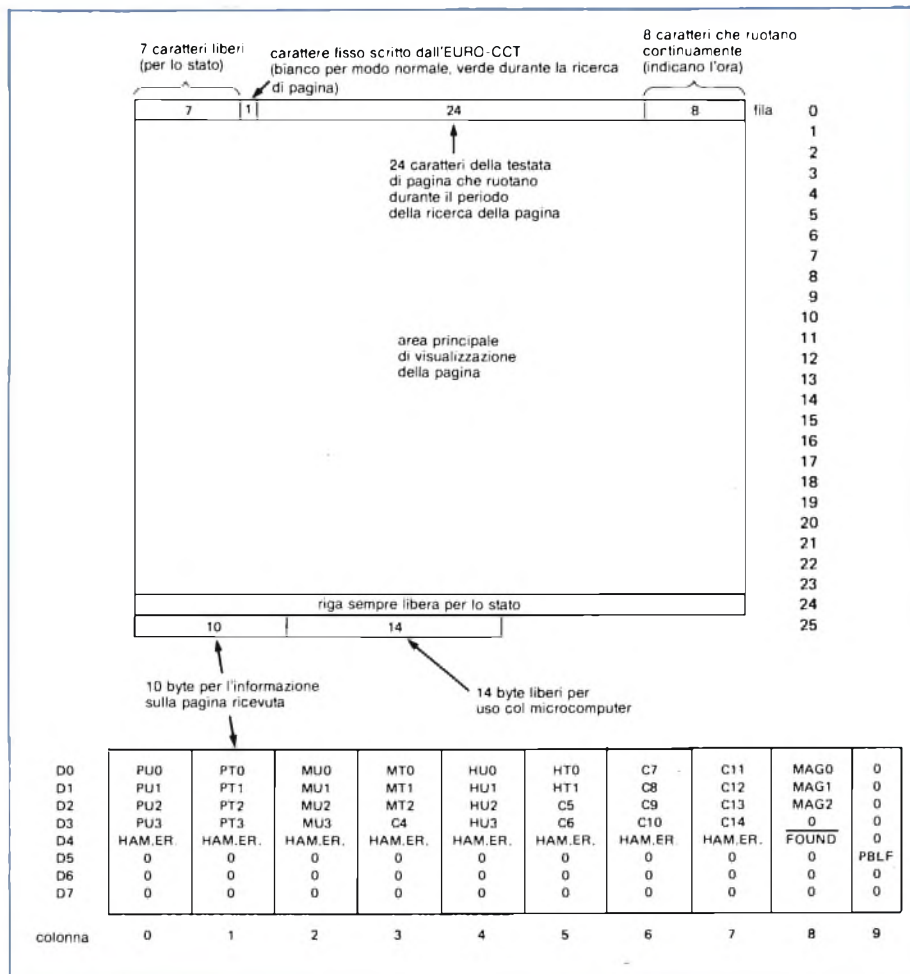 7 caratteri liberi
(per lo stato)
carattere fisso scritto dall'EURO-CCT
(bianco per modo normale, verde durante la ricerca
di pagina)
8 caratteri che ruotano
continuamente
(indicano l'ora)
7 1 24 8 fila 0
1
2
24 caratteri della testata
di pagina che ruotano
durante il periodo
della ricerca della pagina
3
4
5
6
7
8
9
10
area principale
di visualizzazione
della pagina
11
12
13
14
15
16
17
18
19
20
21
22
23
riga sempre libera per lo stato 24
10 14 25
10 byte per l'informazione
sulla pagina ricevuta
14 byte liberi per
uso col microcomputer
D0 PU0 PT0 MU0 MT0 HU0 HT0 C7 C11 MAG0 0
D1 PU1 PT1 MU1 MT1 HU1 HT1 C8 C12 MAG1 0
D2 PU2 PT2 MU2 MT2 HU2 C5 C9 C13 MAG2 0
D3 PU3 PT3 MU3 C4 HU3 C6 C10 C14 0 0
D4 HAM.ER. HAM.ER. HAM.ER. HAM.ER. HAM.ER. HAM.ER. HAM.ER. HAM.ER. FOUND 0
D5 0 0 0 0 0 0 0 0 0 PBLF
D6 0 0 0 0 0 0 0 0 0 0
D7 0 0 0 0 0 0 0 0 0 0
colonna 0 1 2 3 4 5 6 7 8 9